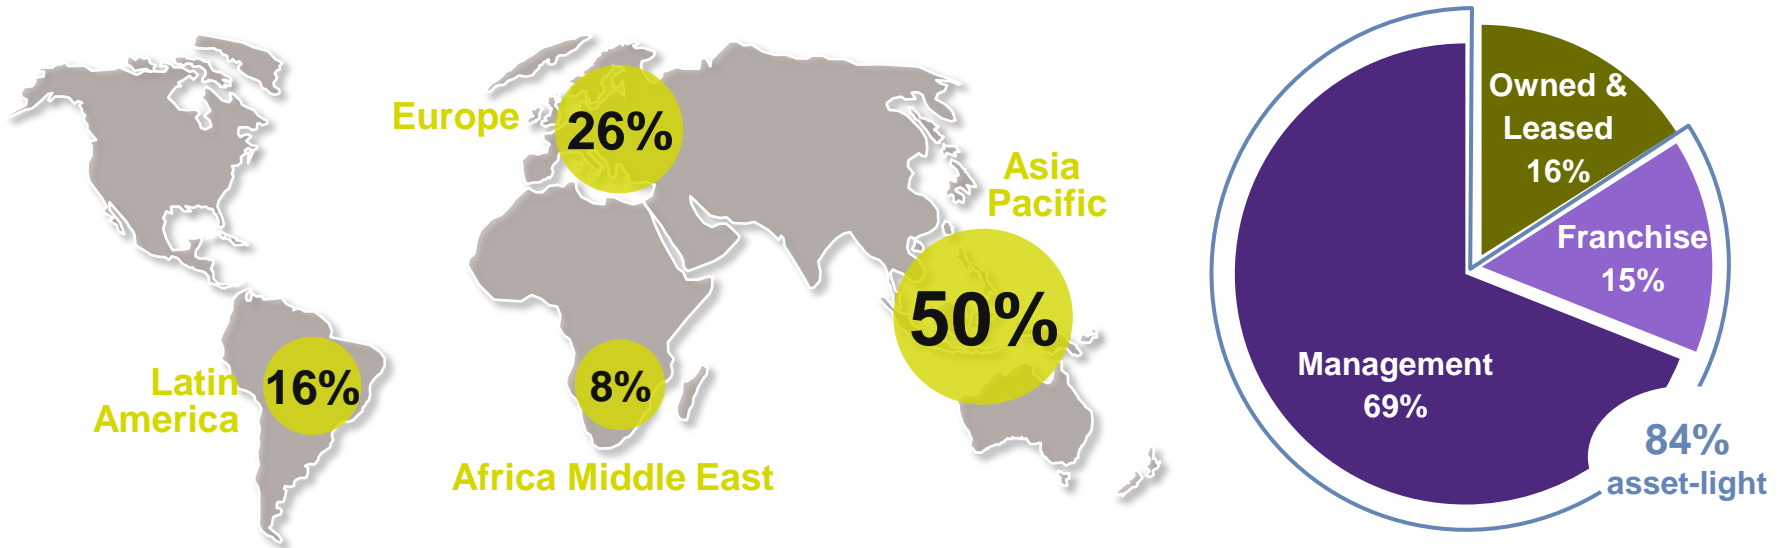 Europe
26%
Asia
Pacific
50%
Latin
America
16%
8%
Africa Middle East
Owned &
Leased
16%
Franchise
15%
Management
69%
84%
asset-light